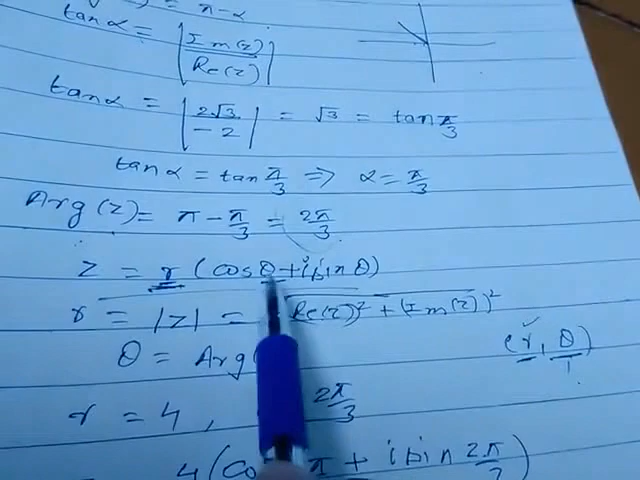 = π-α
tanα = |Im(z)/Re(z)|
tanα = |2√3/-2| = √3 = tan π/3
tanα = tan π/3 ⇒ α = π/3
Arg(z) = π - π/3 = 2π/3
z = r (cosθ + i sinθ)
r = |z| = Re(z)² + (Im(z))²
(r, θ)
θ = Arg(
r = 4, 2π/3
4(Cos π + i sin 2π/3)